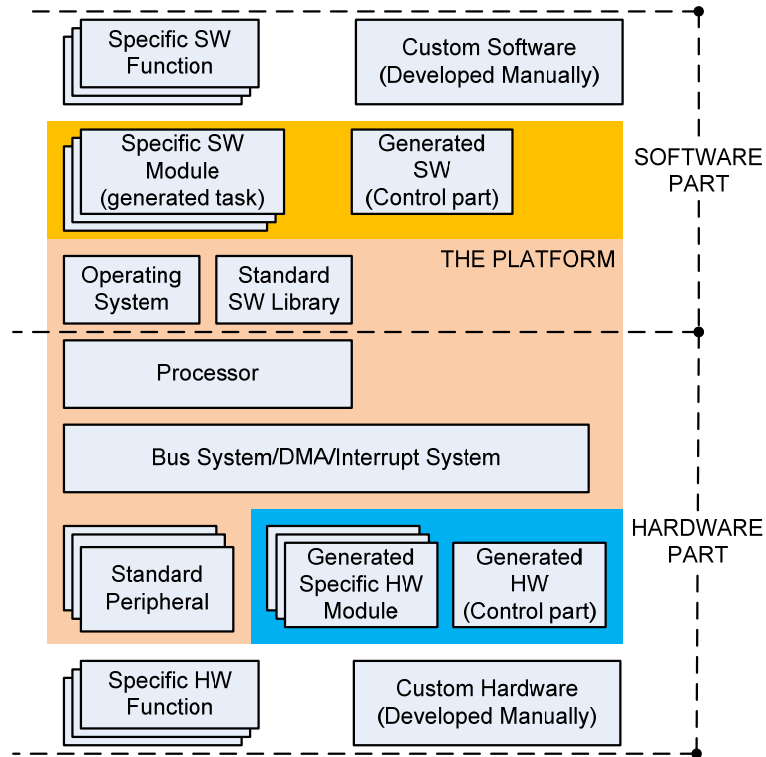 Specific SW
Function
Custom Software
(Developed Manually)
Specific SW
Module
(generated task)
Generated
SW
(Control part)
SOFTWARE
PART
THE PLATFORM
Operating
System
Standard
SW Library
Processor
Bus System/DMA/Interrupt System
HARDWARE
PART
Standard
Peripheral
Generated
Specific HW
Module
Generated
HW
(Control part)
Specific HW
Function
Custom Hardware
(Developed Manually)